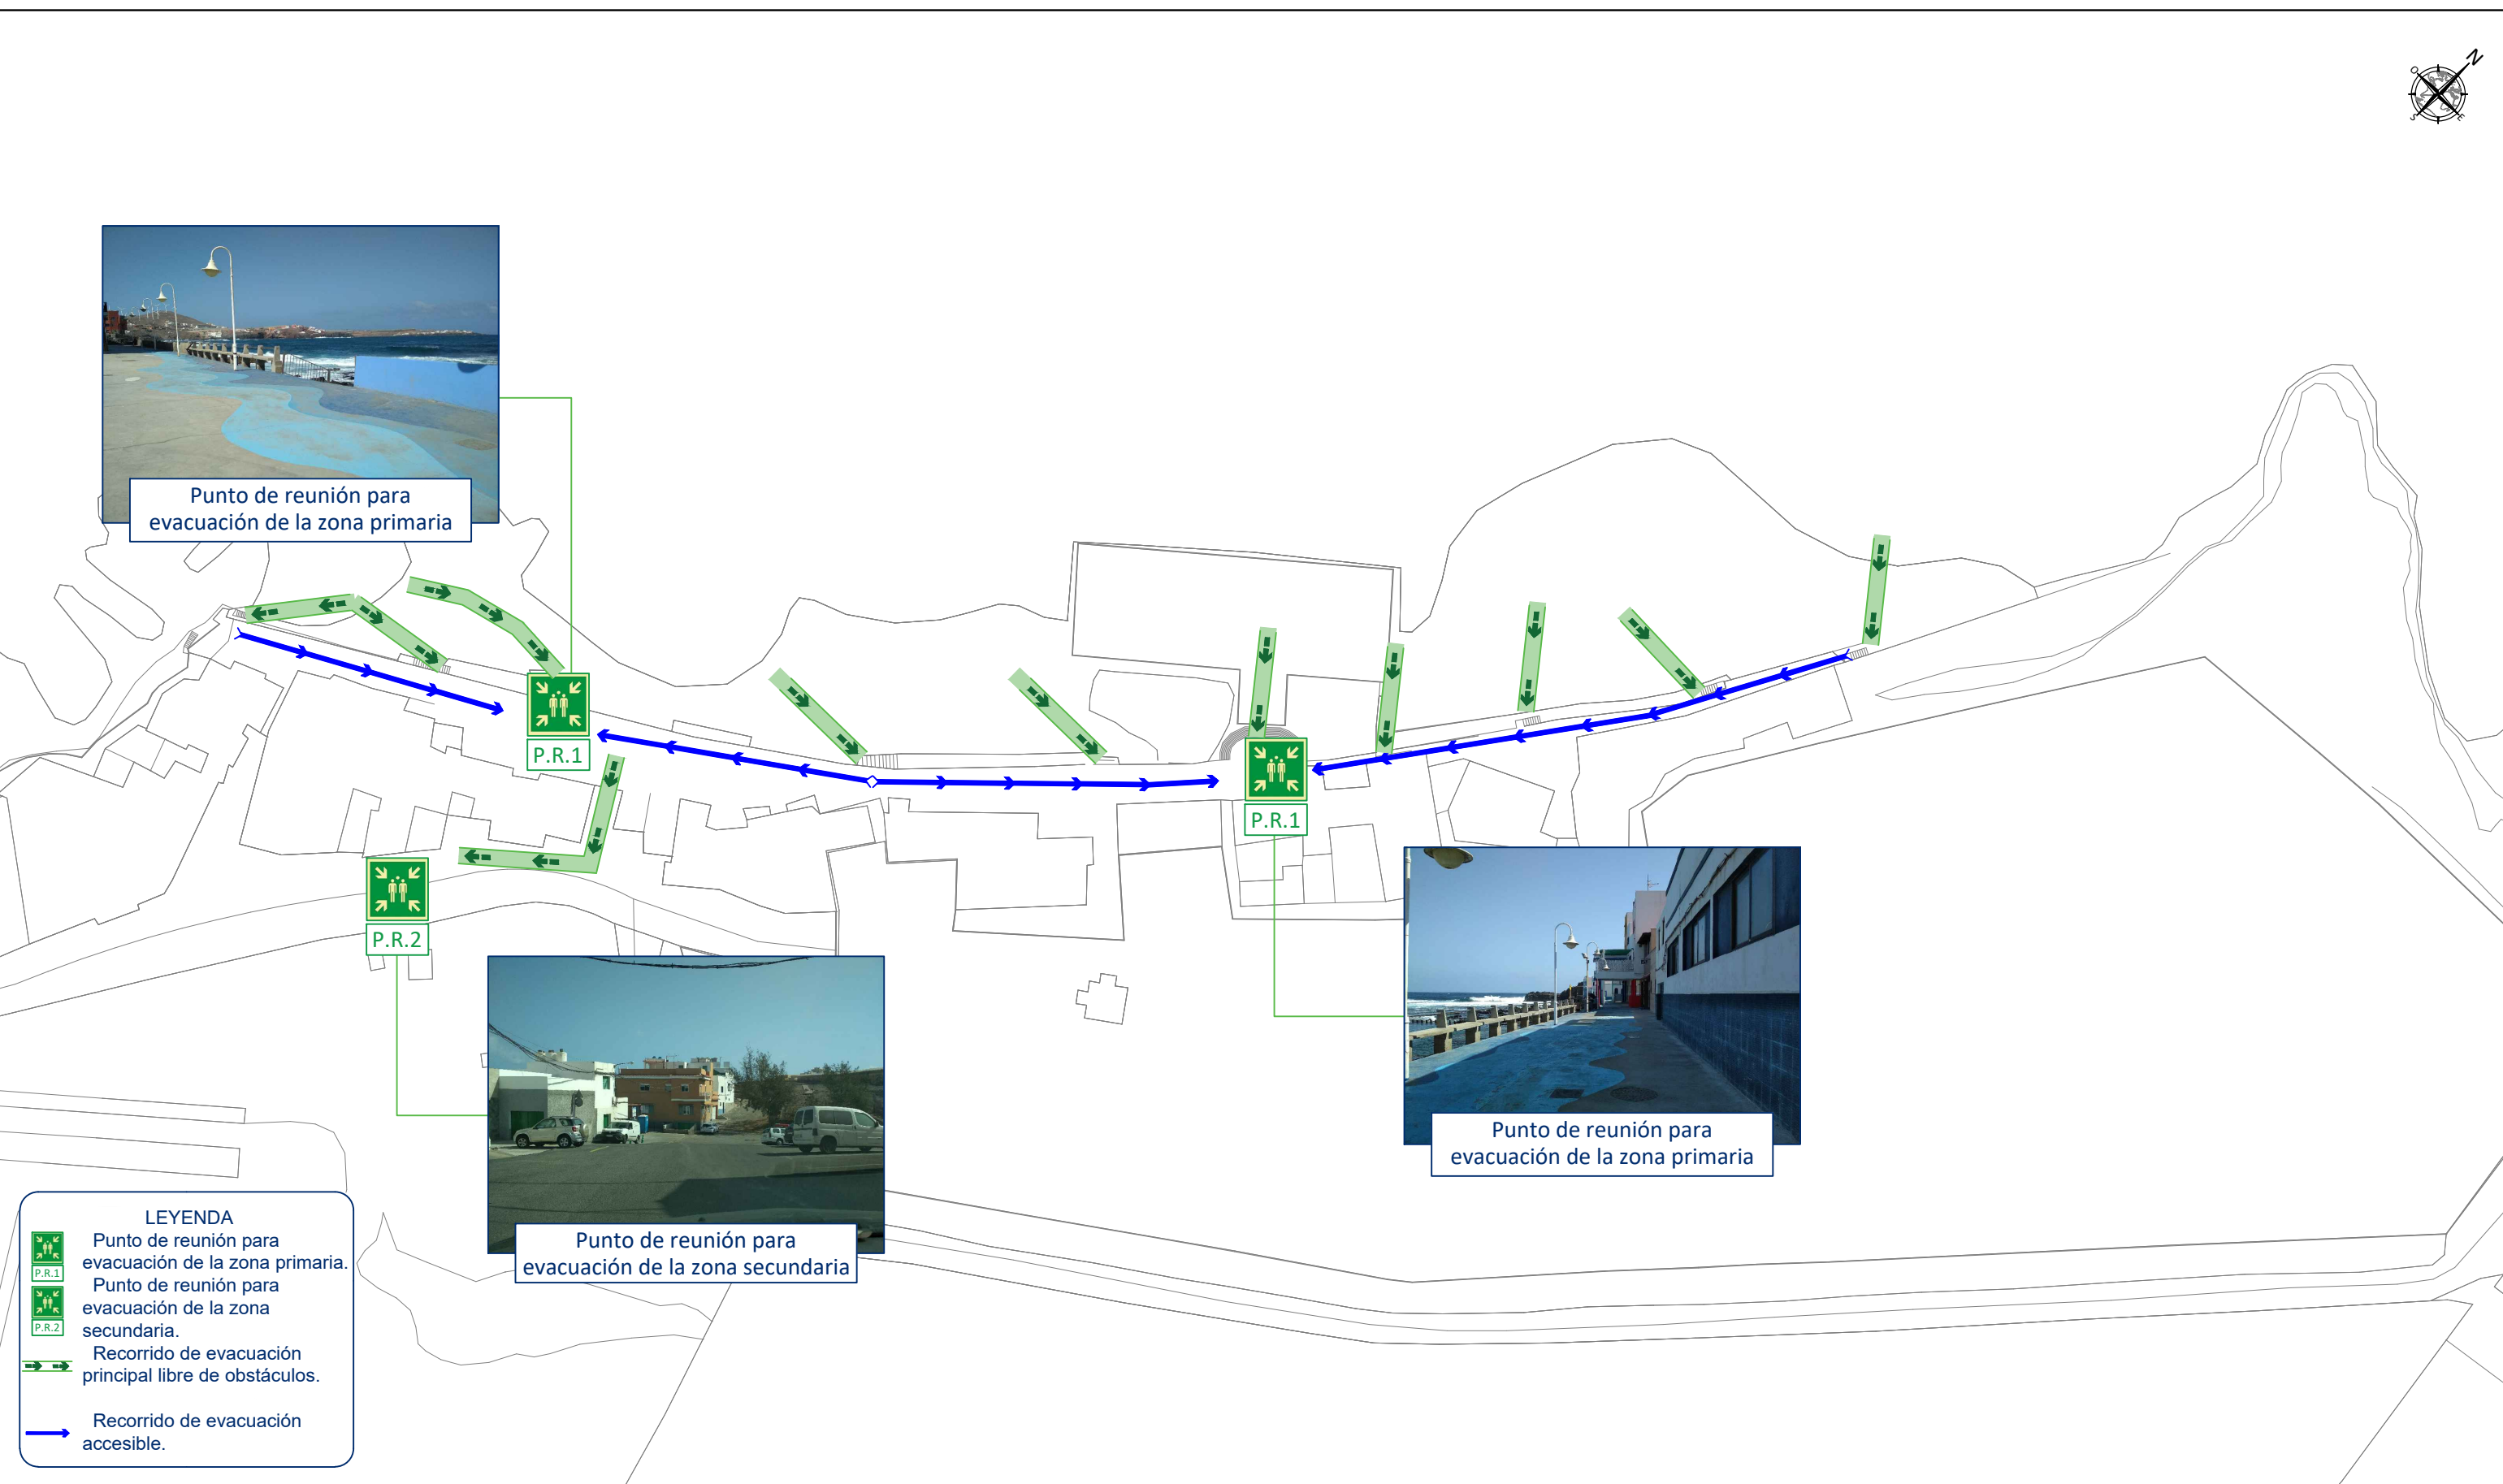 N
O
S
E
Punto de reunión para
evacuación de la zona primaria
P.R.1
P.R.1
P.R.2
Punto de reunión para
evacuación de la zona primaria
Punto de reunión para
evacuación de la zona secundaria
LEYENDA
Punto de reunión para
evacuación de la zona primaria.
P.R.1
Punto de reunión para
evacuación de la zona
secundaria.
P.R.2
Recorrido de evacuación
principal libre de obstáculos.
Recorrido de evacuación
accesible.